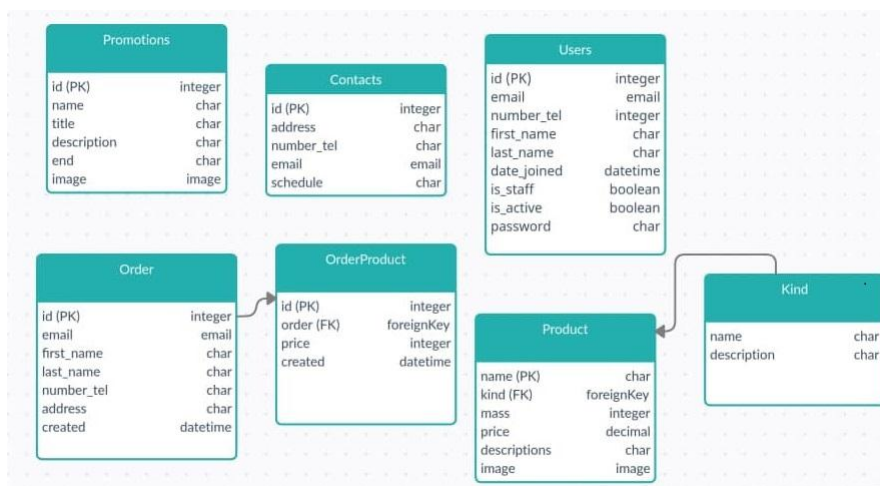 Promotions
id (PK) integer
name char
title char
description char
end char
image image
Contacts
id (PK) integer
address char
number_tel char
email email
schedule char
Users
id (PK) integer
email email
number_tel integer
first_name char
last_name char
date_joined datetime
is_staff boolean
is_active boolean
password char
Order
id (PK) integer
email email
first_name char
last_name char
number_tel char
address char
created datetime
OrderProduct
id (PK) integer
order (FK) foreignKey
price integer
created datetime
Product
name (PK) char
kind (FK) foreignKey
mass integer
price decimal
descriptions char
image image
Kind
name char
description char